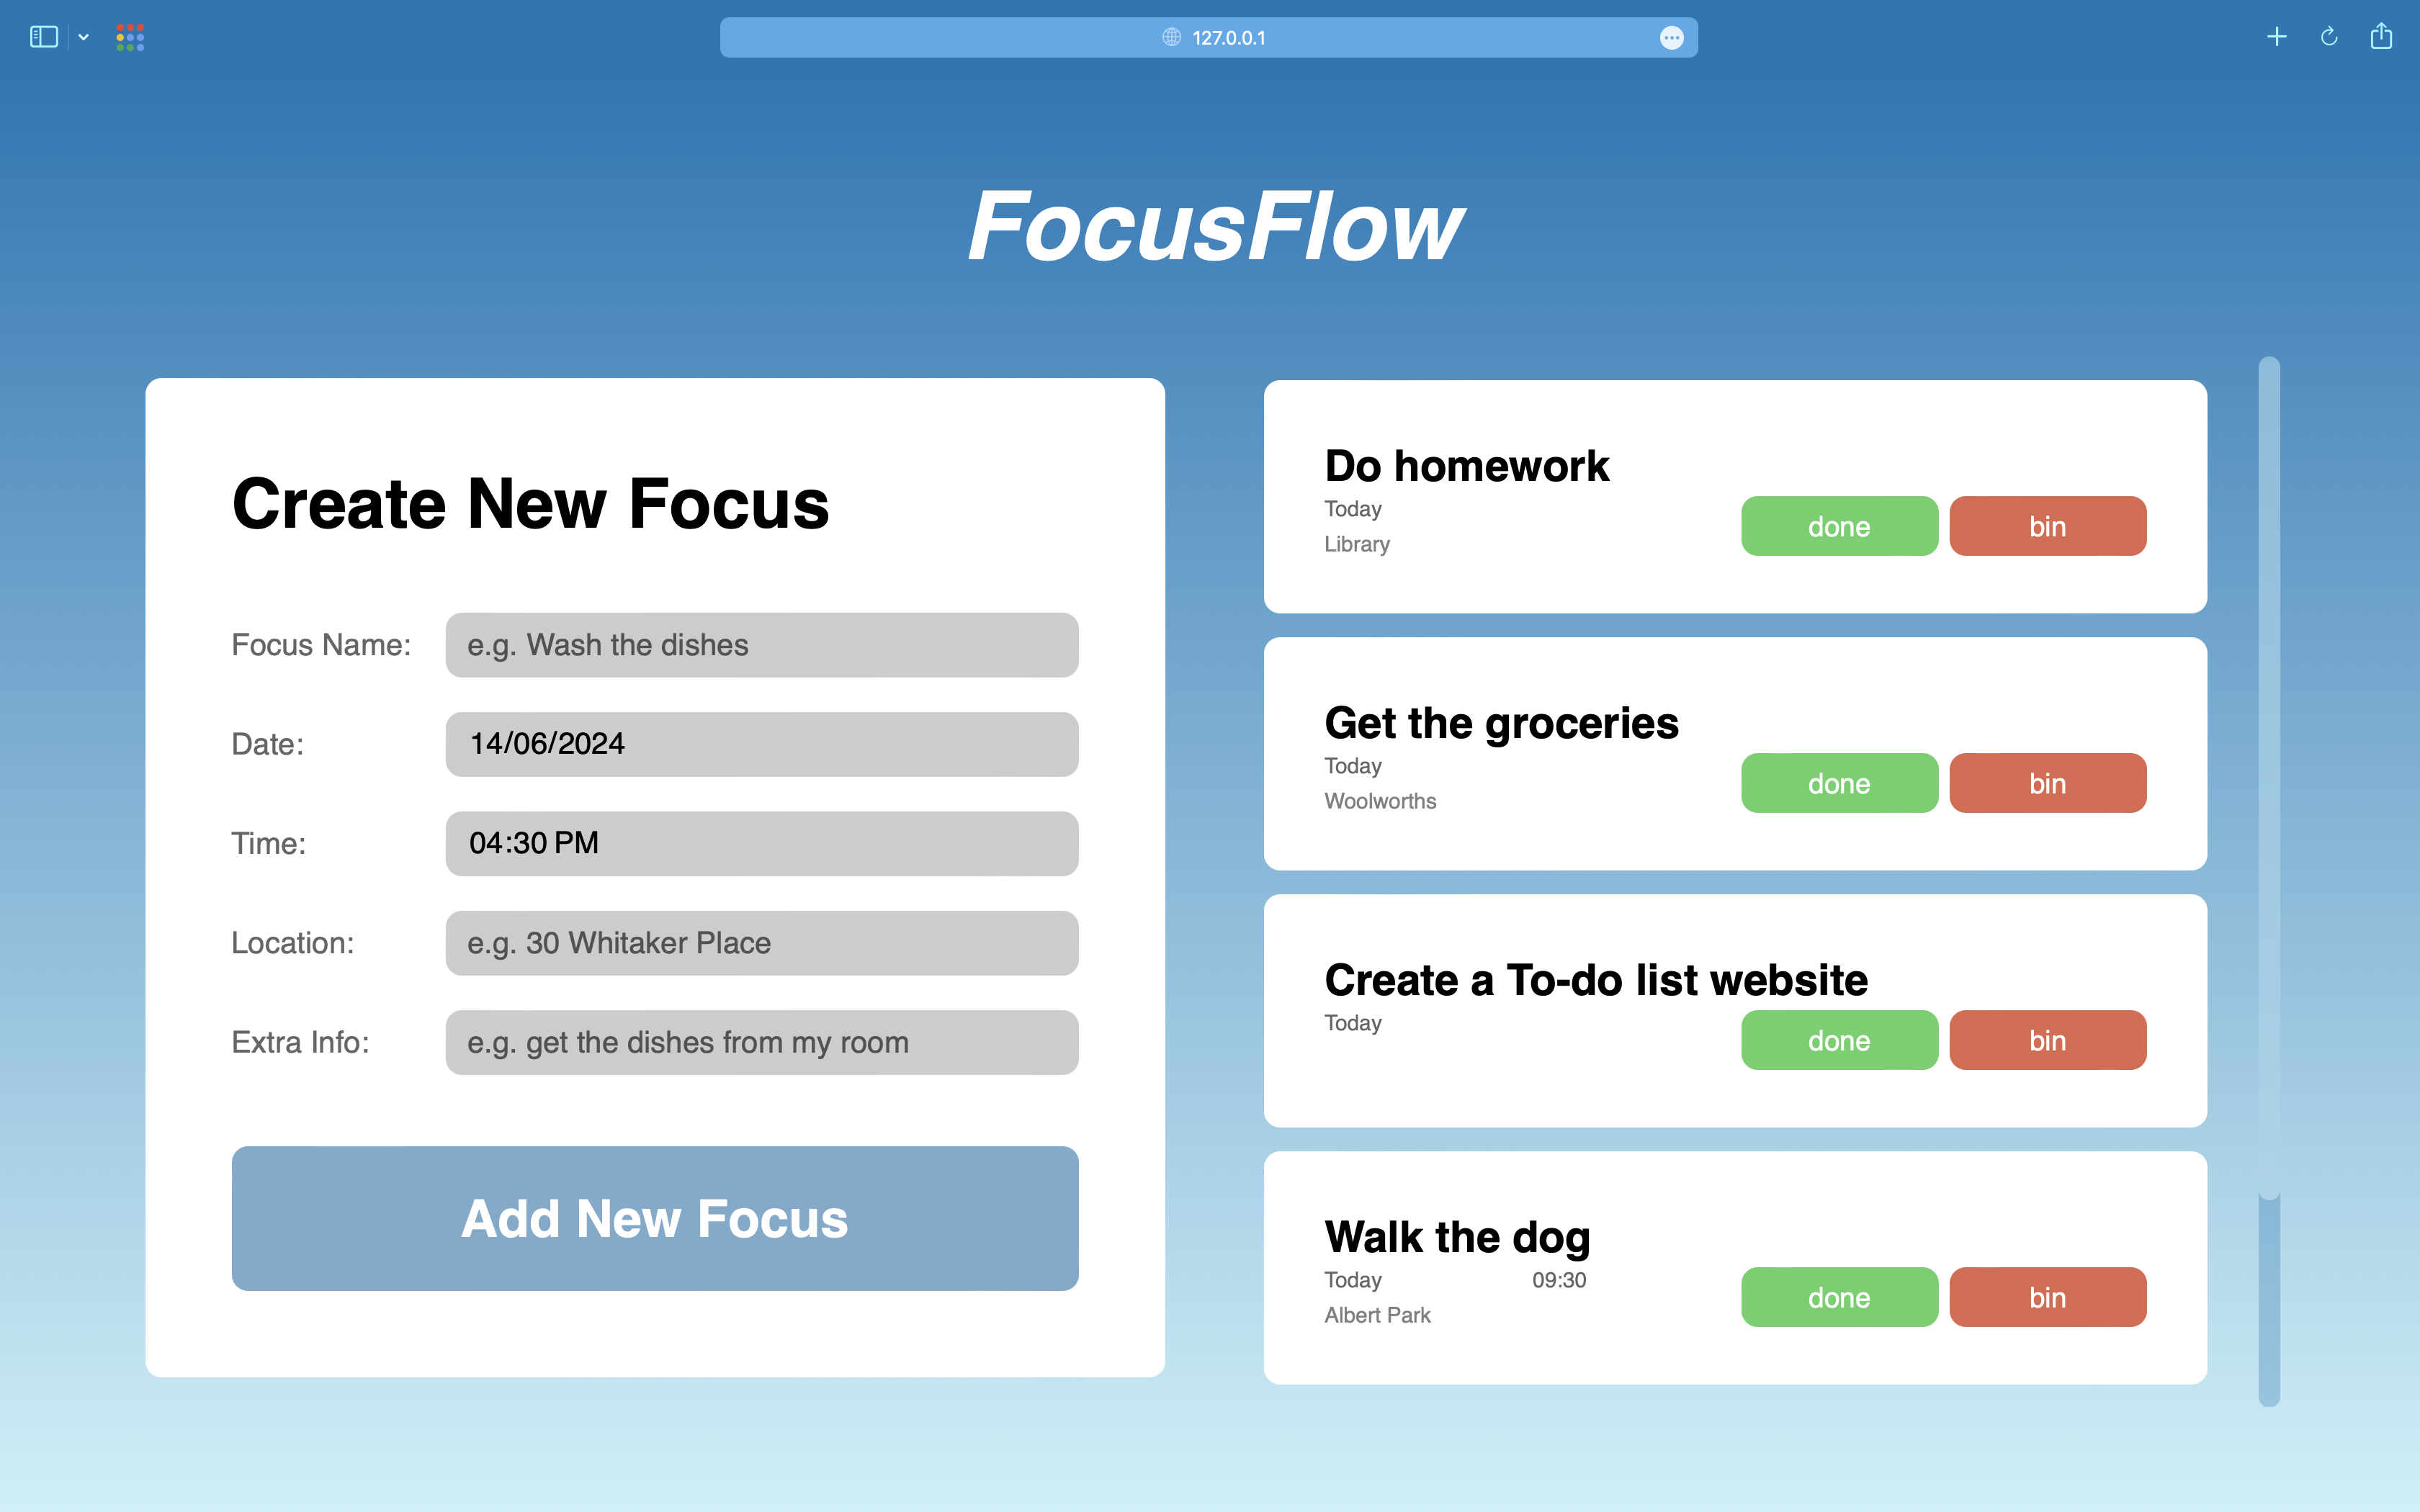 127.0.0.1
FocusFlow
Create New Focus
Focus Name: e.g. Wash the dishes
Date: 14/06/2024
Time: 04:30 PM
Location: e.g. 30 Whitaker Place
Extra Info: e.g. get the dishes from my room
Add New Focus
Do homework
Today
Library
done bin
Get the groceries
Today
Woolworths
done bin
Create a To-do list website
Today
done bin
Walk the dog
Today 09:30
Albert Park
done bin